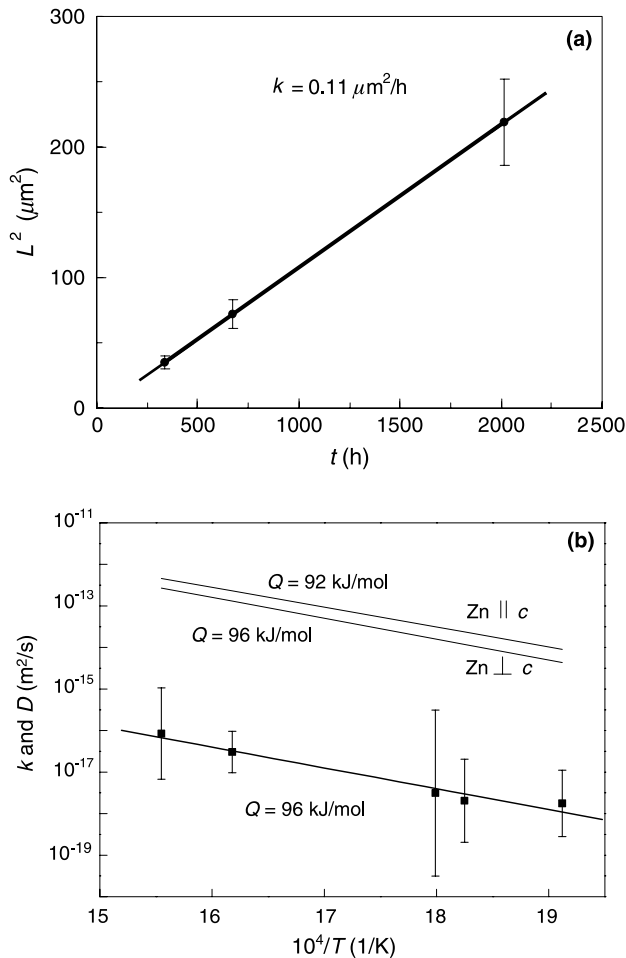 (a)
k = 0.11 μm²/h
300
200
100
0
L² (μm²)
0 500 1000 1500 2000 2500
t (h)
(b)
10⁻¹¹
10⁻¹³
10⁻¹⁵
10⁻¹⁷
10⁻¹⁹
k and D (m²/s)
Q = 92 kJ/mol
Zn || c
Q = 96 kJ/mol
Zn ⊥ c
Q = 96 kJ/mol
15 16 17 18 19
10⁴/T (1/K)